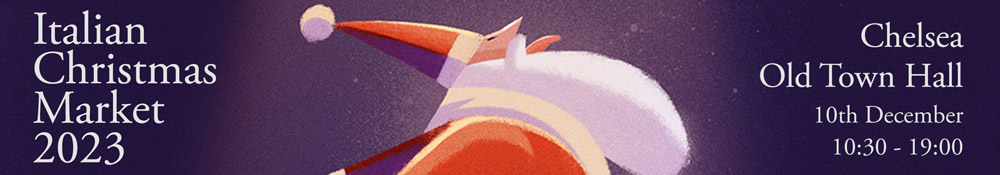 Italian
Christmas
Market
2023
Chelsea
Old Town Hall
10th December
10:30 - 19:00